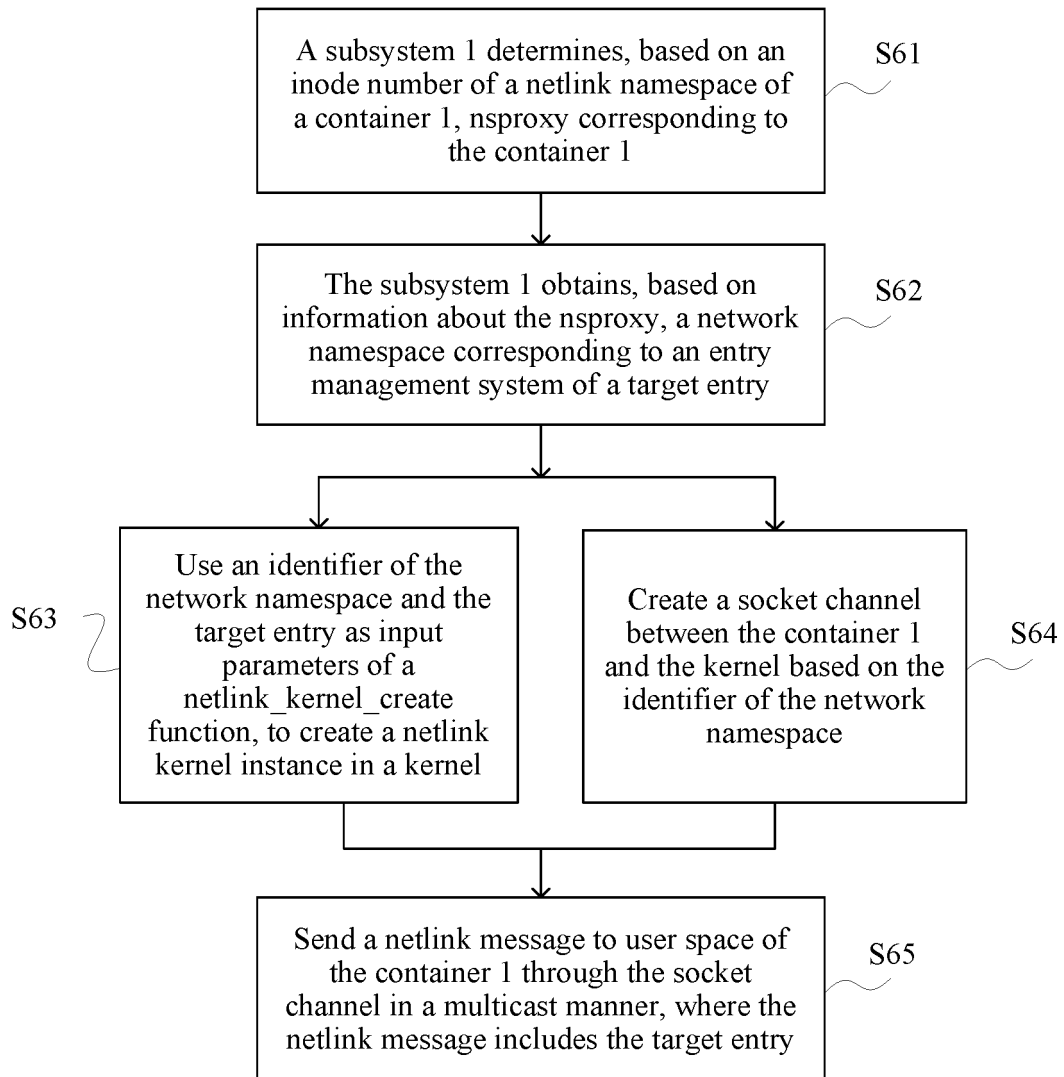 A subsystem 1 determines, based on an
inode number of a netlink namespace of
a container 1, nsproxy corresponding to
the container 1
S61
The subsystem 1 obtains, based on
information about the nsproxy, a network
namespace corresponding to an entry
management system of a target entry
S62
Use an identifier of the
network namespace and the
target entry as input
parameters of a
netlink_kernel_create
function, to create a netlink
kernel instance in a kernel
S63
Create a socket channel
between the container 1
and the kernel based on the
identifier of the network
namespace
S64
Send a netlink message to user space of
the container 1 through the socket
channel in a multicast manner, where the
netlink message includes the target entry
S65